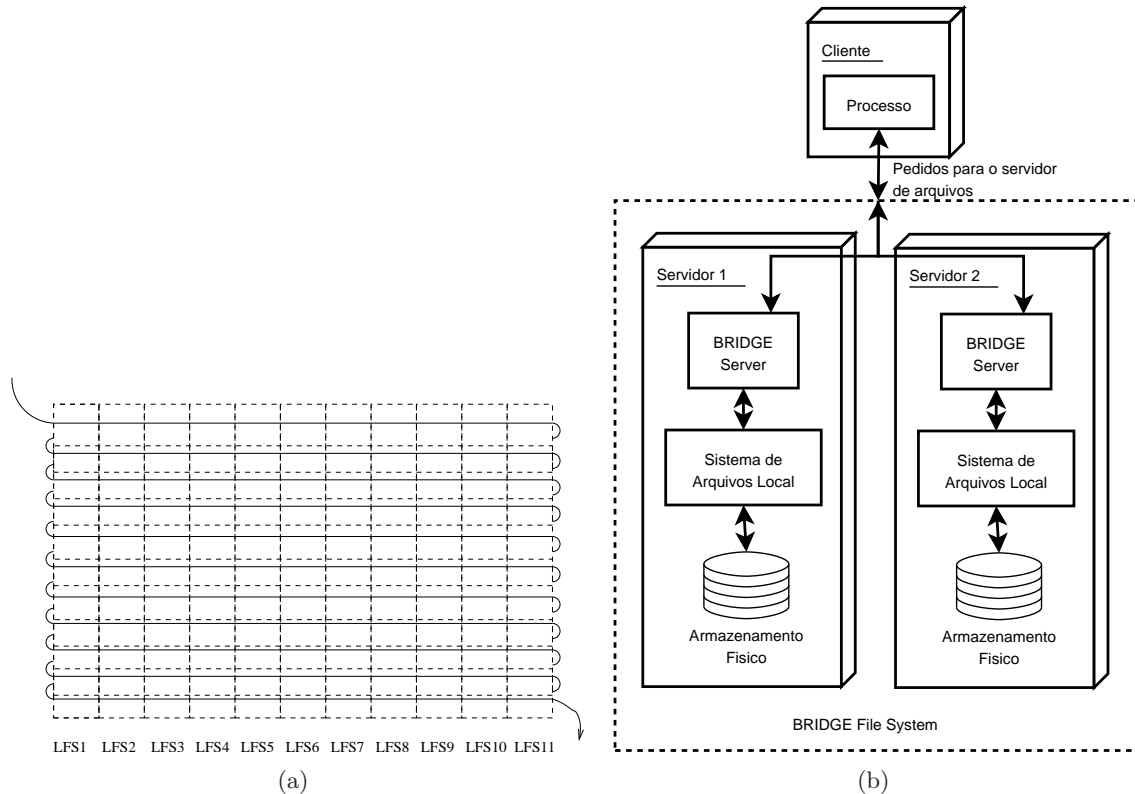 Cliente
Processo
Pedidos para o servidor
de arquivos
Servidor 1
Servidor 2
BRIDGE
Server
BRIDGE
Server
Sistema de
Arquivos Local
Sistema de
Arquivos Local
Armazenamento
Fisico
Armazenamento
Fisico
BRIDGE File System
LFS1 LFS2 LFS3 LFS4 LFS5 LFS6 LFS7 LFS8 LFS9 LFS10 LFS11
(a)
(b)